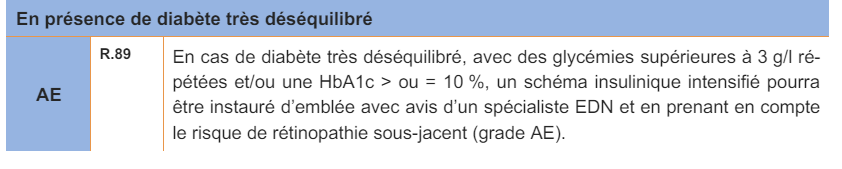 En présence de diabète très déséquilibré
AE
R.89
En cas de diabète très déséquilibré, avec des glycémies supérieures à 3 g/l ré-
pétées et/ou une HbA1c > ou = 10 %, un schéma insulinique intensifié pourra
être instauré d’emblée avec avis d’un spécialiste EDN et en prenant en compte
le risque de rétinopathie sous-jacent (grade AE).